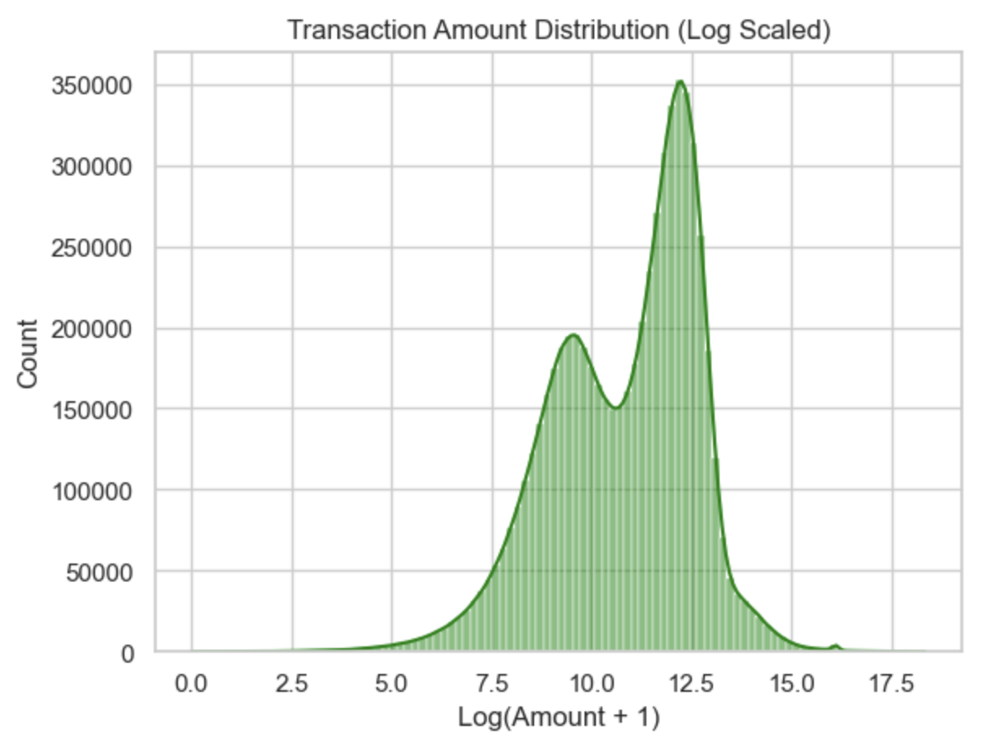 Transaction Amount Distribution (Log Scaled)
350000
300000
250000
200000
150000
100000
50000
0
Count
0.0 2.5 5.0 7.5 10.0 12.5 15.0 17.5
Log(Amount + 1)